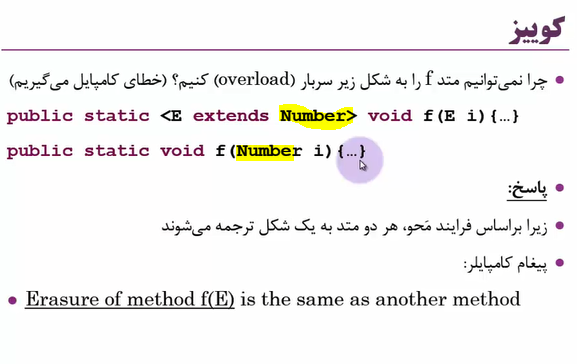 کوییز
چرا نمی‌توانیم متد f را به شکل زیر سربار (overload) کنیم؟ (خطای کامپایل می‌گیریم)
public static <E extends Number> void f(E i){…}
public static void f(Number i){…}
پاسخ:
زیرا براساس فرایند مَحو، هر دو متد به یک شکل ترجمه می‌شوند
پیغام کامپایلر:
Erasure of method f(E) is the same as another method